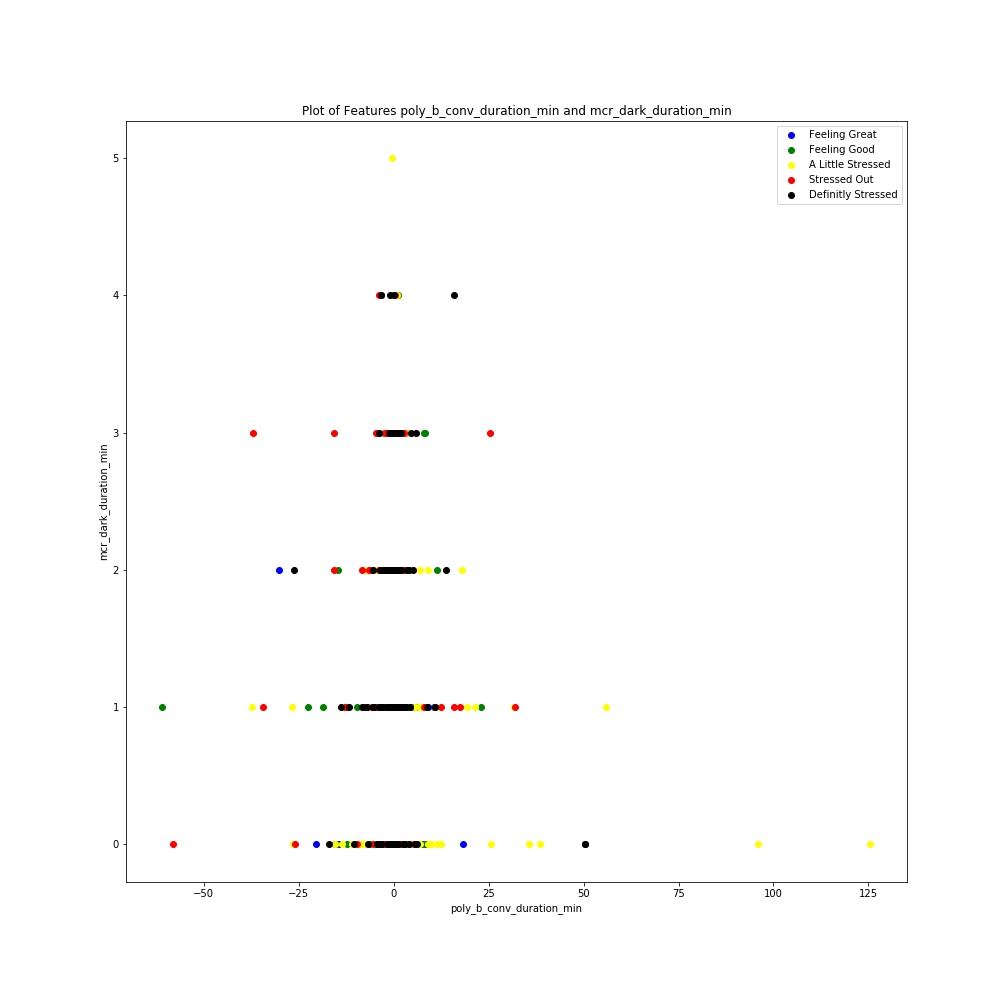 Plot of Features poly_b_conv_duration_min and mcr_dark_duration_min
Feeling Great
Feeling Good
A Little Stressed
Stressed Out
Definitly Stressed
5
4
3
2
1
0
mcr_dark_duration_min
−50
−25
0
25
50
75
100
125
poly_b_conv_duration_min